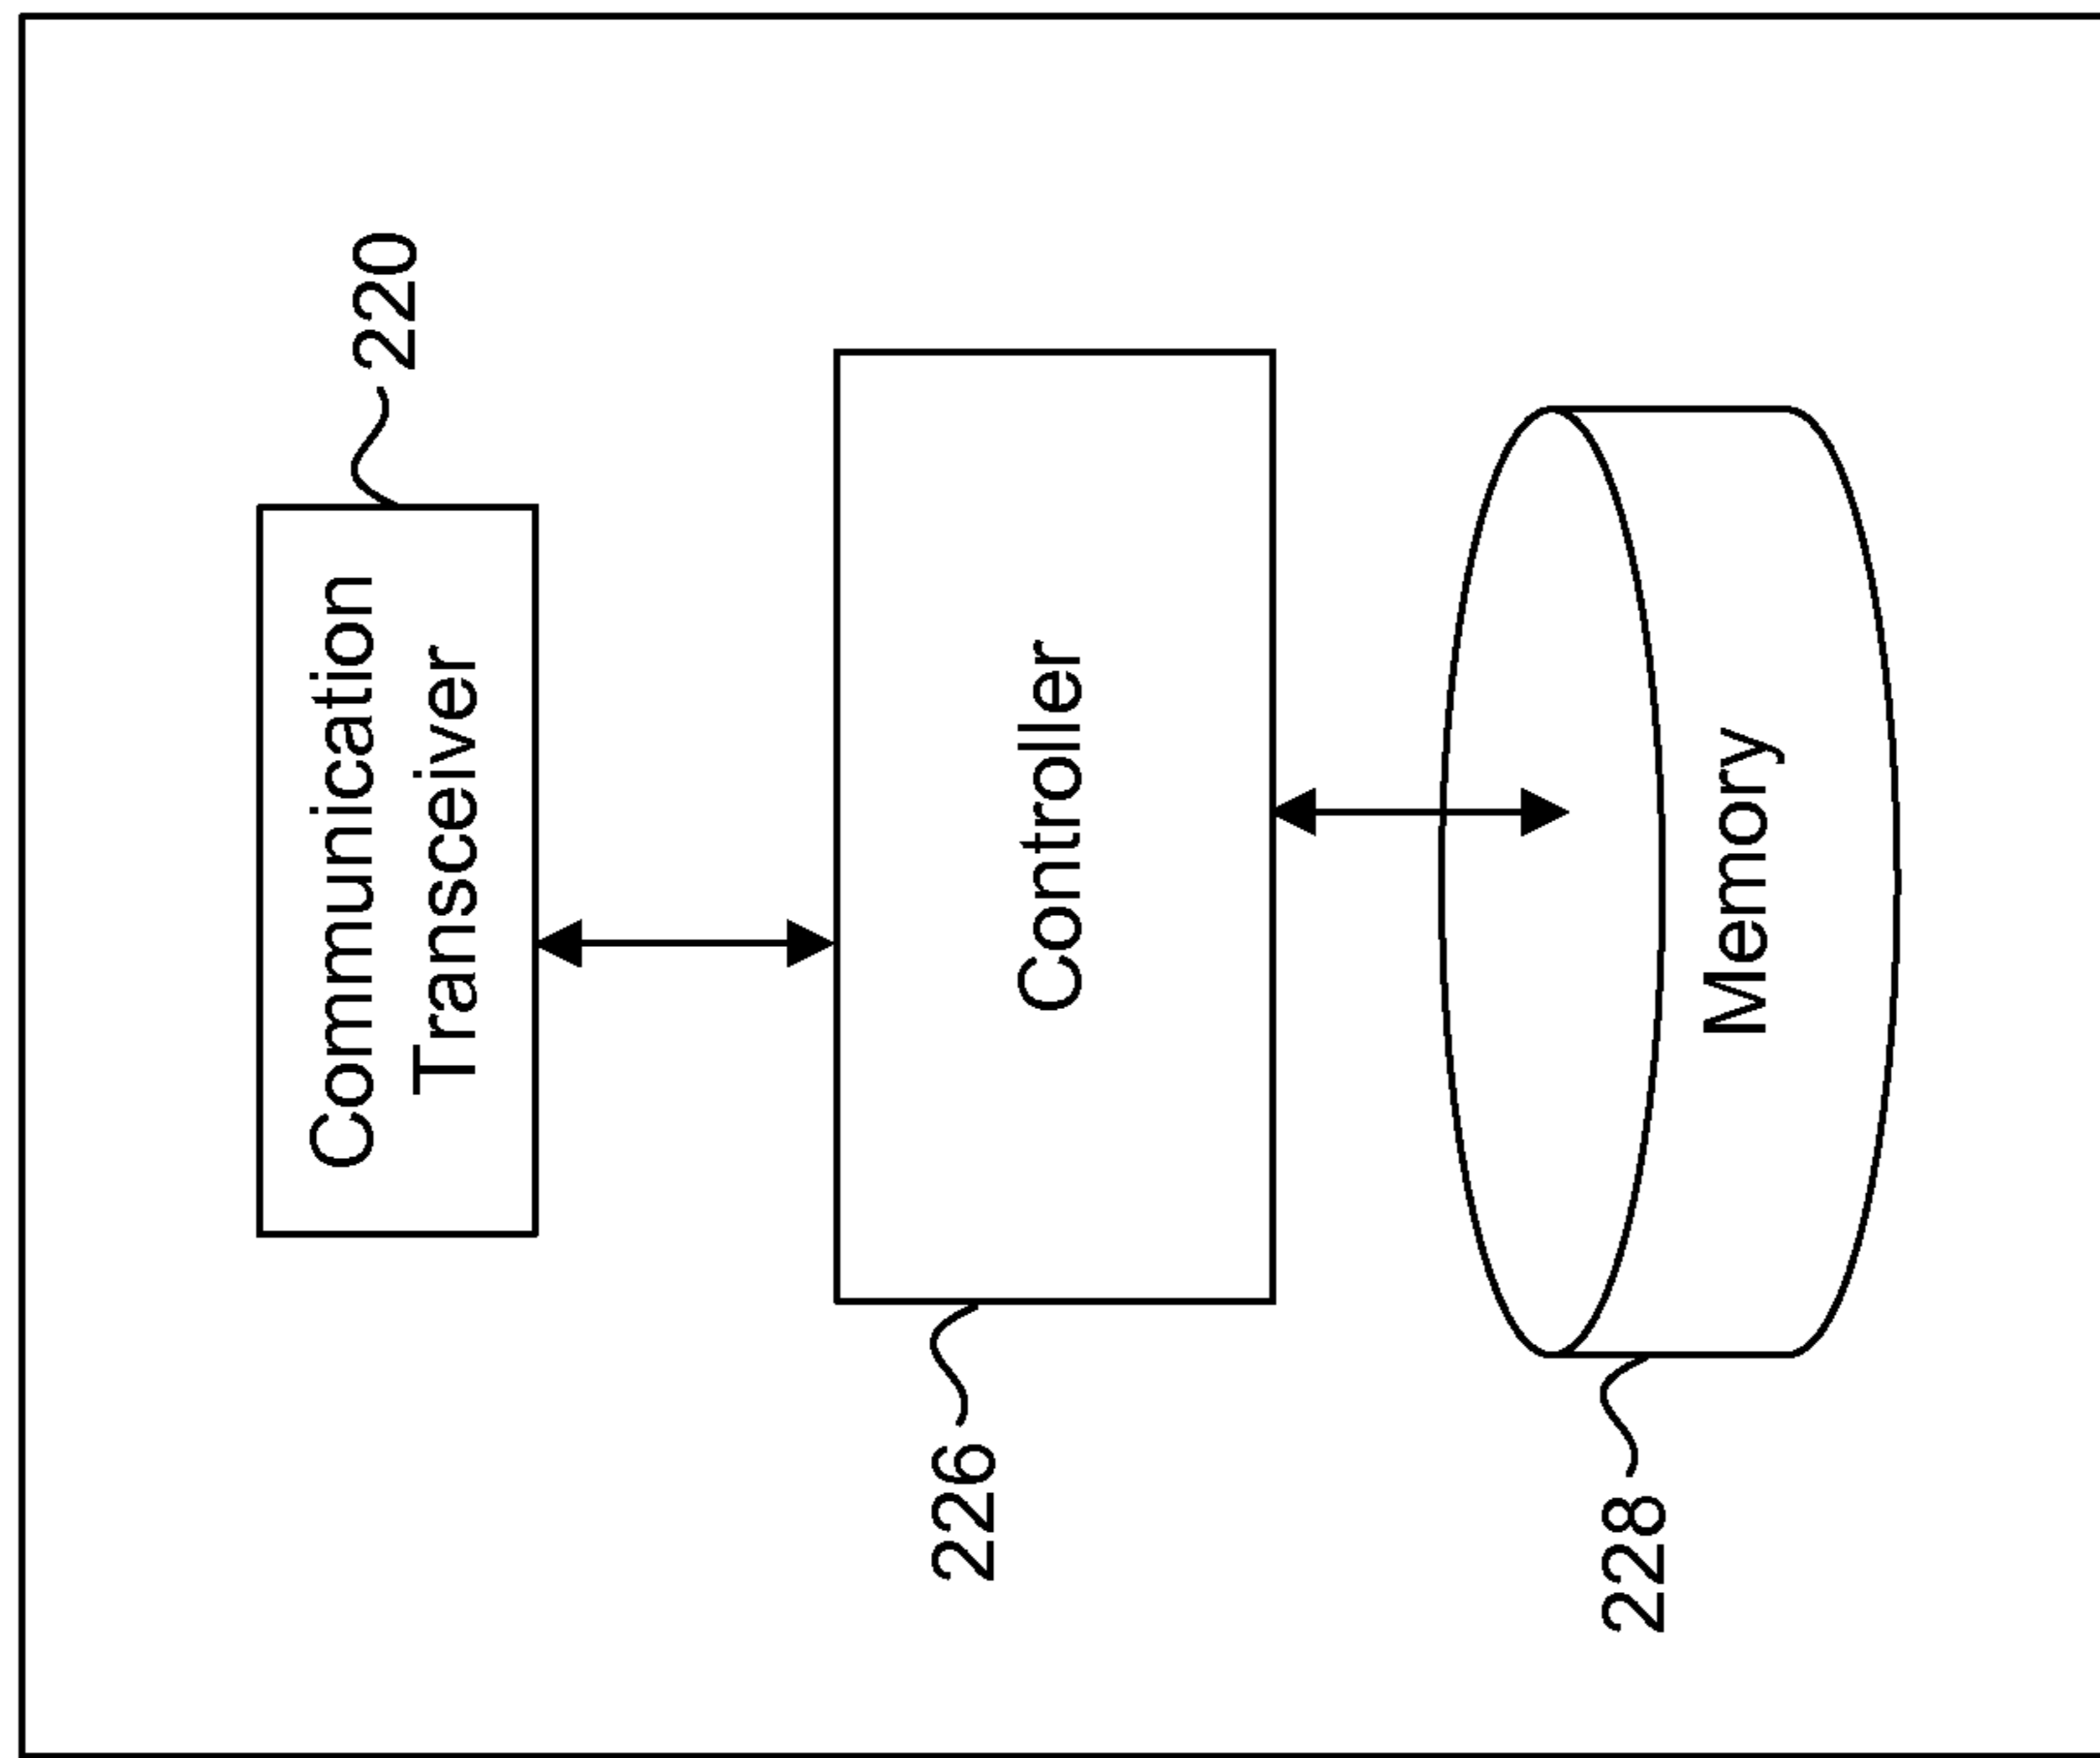 Communication
Transceiver
220
Controller
226
Memory
228